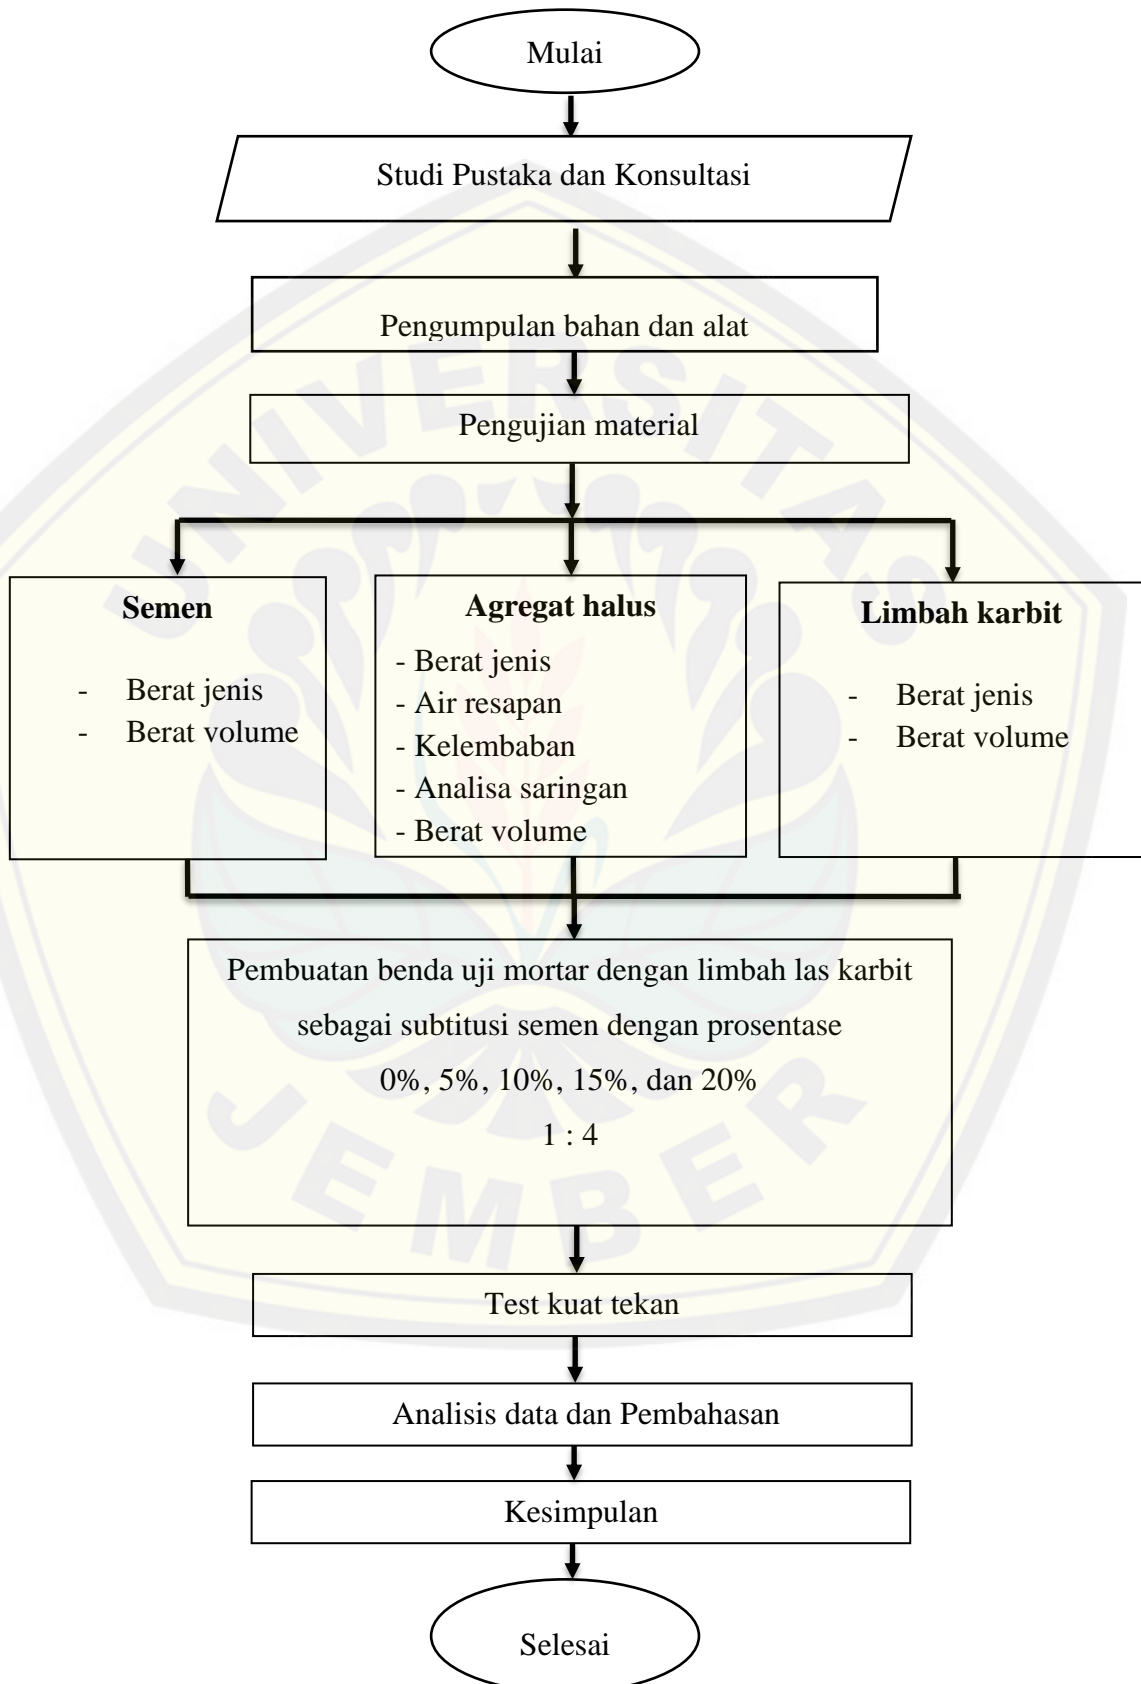 Mulai
Studi Pustaka dan Konsultasi
Pengumpulan bahan dan alat
Pengujian material
Semen
- Berat jenis
- Berat volume
Agregat halus
- Berat jenis
- Air resapan
- Kelembaban
- Analisa saringan
- Berat volume
Limbah karbit
- Berat jenis
- Berat volume
Pembuatan benda uji mortar dengan limbah las karbit
sebagai subtitusi semen dengan prosentase
0%, 5%, 10%, 15%, dan 20%
1 : 4
Test kuat tekan
Analisis data dan Pembahasan
Kesimpulan
Selesai
UNIVERSITAS
JEMBER